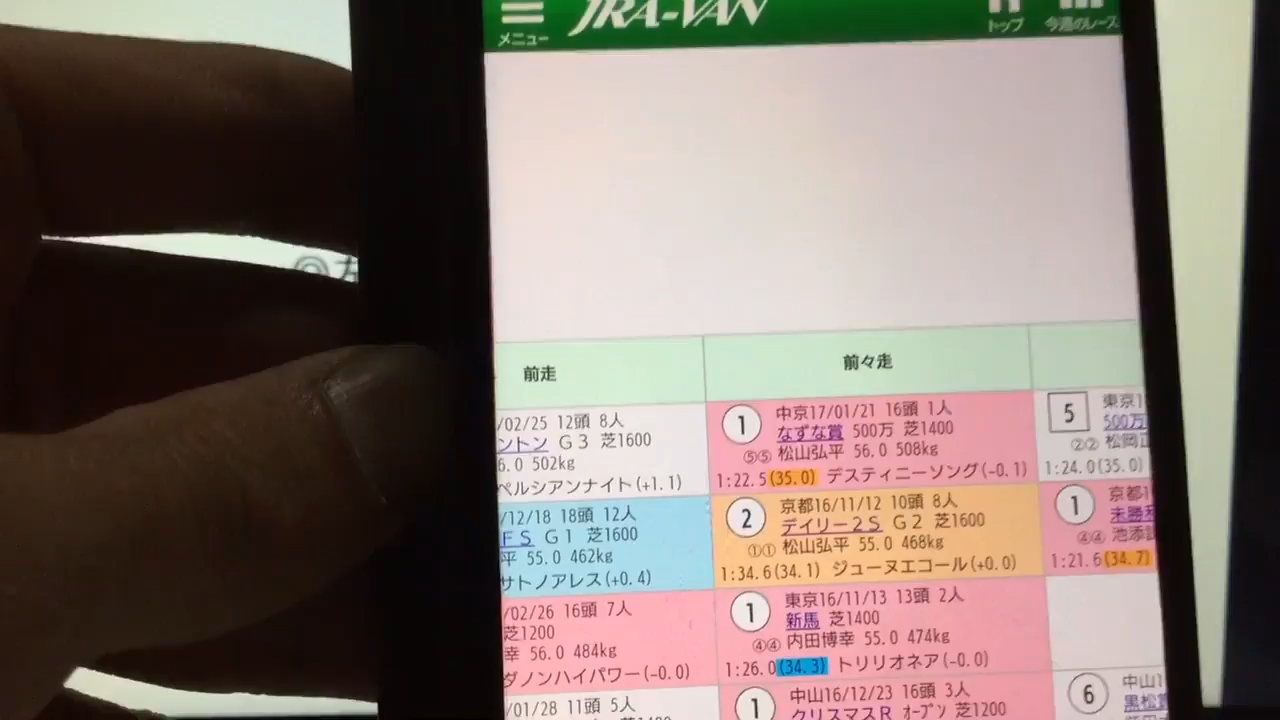 メニュー
JRA-VAN
トップ
今週のレース
前走
前々走
/02/25 12頭 8人
ントン G3 芝1600
6.0 502kg
ペルシアンナイト(+1.1)
1
中京17/01/21 16頭 1人
なずな賞 500万 芝1400
⑤⑤ 松山弘平 56.0 508kg
1:22.5(35.0) デスティニーソング(-0.1)
5
東京1
500万
②② 松岡正
1:24.0(35.0)
/12/18 18頭 12人
FS G1 芝1600
平 55.0 462kg
サトノアレス(+0.4)
2
京都16/11/12 10頭 8人
デイリー2S G2 芝1600
①① 松山弘平 55.0 468kg
1:34.6(34.1) ジューヌエコール(+0.0)
1
京都1
未勝利
④④ 池添謙
1:21.6(34.7)
/02/26 16頭 7人
芝1200
幸 56.0 484kg
ダノンハイパワー(-0.0)
1
東京16/11/13 13頭 2人
新馬 芝1400
④④ 内田博幸 55.0 474kg
1:26.0(34.3) トリリオネア(-0.0)
/01/28 11頭 5人
1
中山16/12/23 16頭 3人
クリスマスR オープン 芝1200
6
中山1
黒松賞